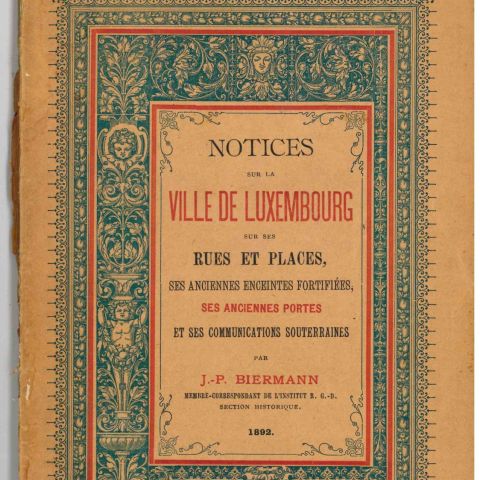 NOTICES
SUR LA
VILLE DE LUXEMBOURG
SUR SES
RUES ET PLACES,
SES ANCIENNES ENCEINTES FORTIFIÉES,
SES ANCIENNES PORTES
ET SES COMMUNICATIONS SOUTERRAINES
PAR
J.-P. BIERMANN
MEMBRE-CORRESPONDANT DE L'INSTITUT R. G.-D.
SECTION HISTORIQUE.
1892.